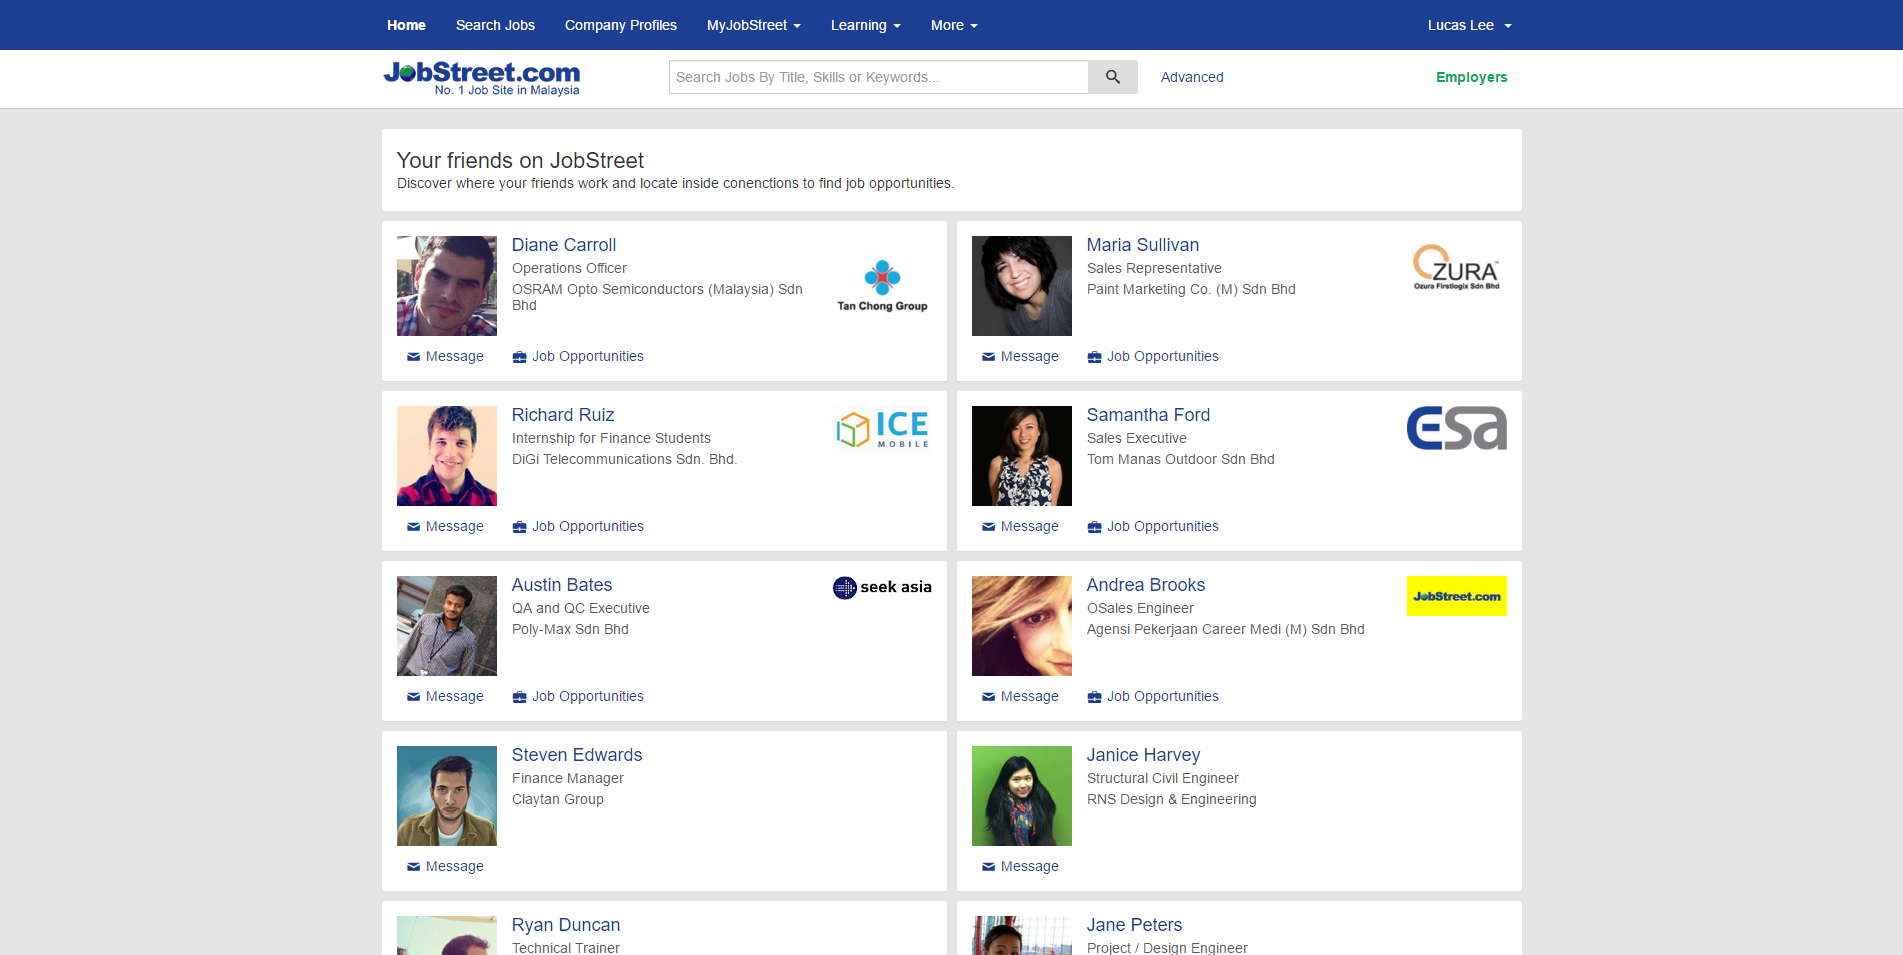 Home Search Jobs Company Profiles MyJobStreet Learning More Lucas Lee
JobStreet.com
No. 1 Job Site in Malaysia
Search Jobs By Title, Skills or Keywords...
Advanced
Employers
Your friends on JobStreet
Discover where your friends work and locate inside conenctions to find job opportunities.
Diane Carroll
Operations Officer
OSRAM Opto Semiconductors (Malaysia) Sdn
Bhd
Tan Chong Group
Message Job Opportunities
Maria Sullivan
Sales Representative
Paint Marketing Co. (M) Sdn Bhd
OZURA™
Ozura Firstlogix Sdn Bhd
Message Job Opportunities
Richard Ruiz
Internship for Finance Students
DiGi Telecommunications Sdn. Bhd.
ICE
MOBILE
Message Job Opportunities
Samantha Ford
Sales Executive
Tom Manas Outdoor Sdn Bhd
esa
Message Job Opportunities
Austin Bates
QA and QC Executive
Poly-Max Sdn Bhd
seek asia
Message Job Opportunities
Andrea Brooks
OSales Engineer
Agensi Pekerjaan Career Medi (M) Sdn Bhd
JobStreet.com
Message Job Opportunities
Steven Edwards
Finance Manager
Claytan Group
Message
Janice Harvey
Structural Civil Engineer
RNS Design & Engineering
Message
Ryan Duncan
Technical Trainer
Jane Peters
Project / Design Engineer